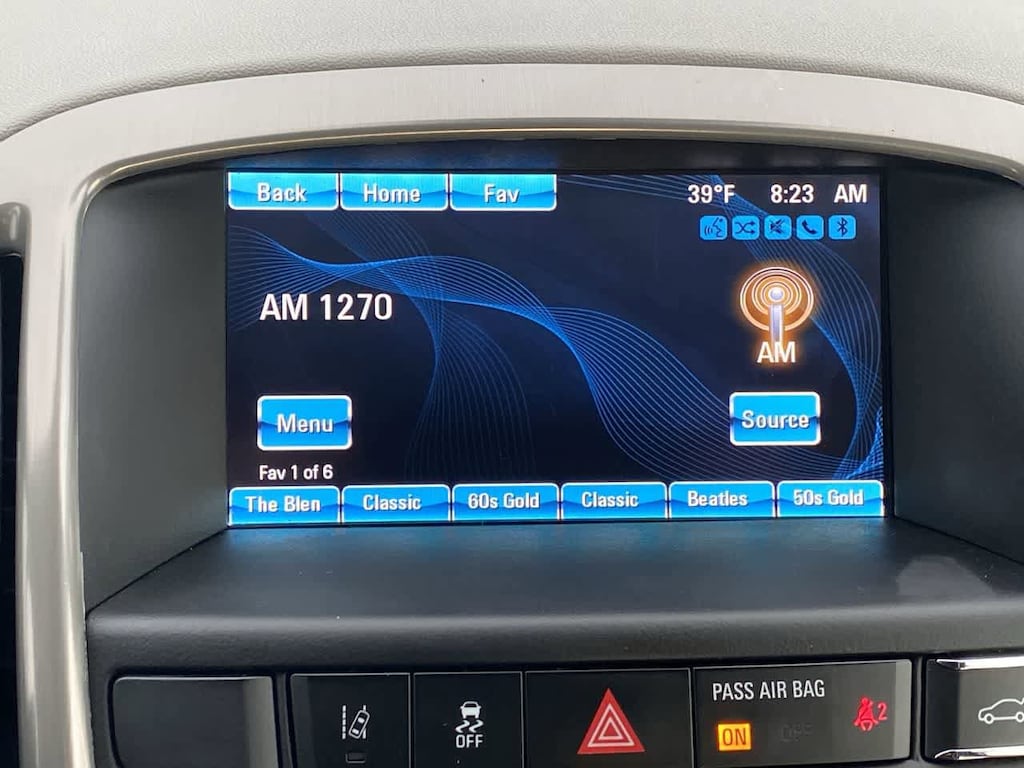 Back Home Fav 39°F 8:23 AM
AM 1270
AM
Menu Source
Fav 1 of 6
The Blen Classic 60s Gold Classic Beatles 50s Gold
PASS AIR BAG
OFF ON OFF 2